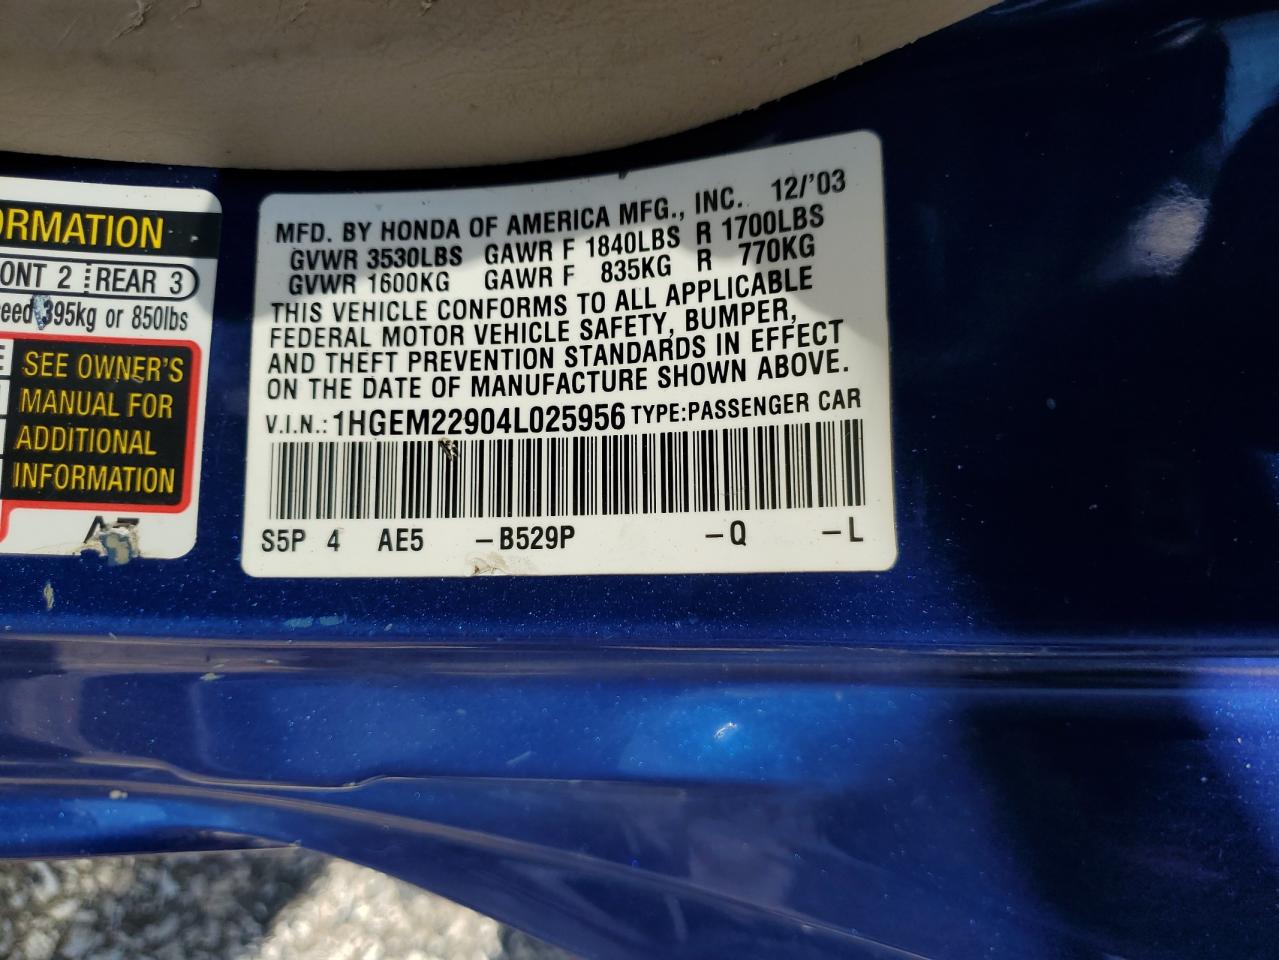 ORMATION
ONT 2 REAR 3
395kg or 850lbs
SEE OWNER'S
MANUAL FOR
ADDITIONAL
INFORMATION
MFD. BY HONDA OF AMERICA MFG., INC. 12/'03
GVWR 3530LBS GAWR F 1840LBS R 1700LBS
GVWR 1600KG GAWR F 835KG R 770KG
THIS VEHICLE CONFORMS TO ALL APPLICABLE
FEDERAL MOTOR VEHICLE SAFETY, BUMPER,
AND THEFT PREVENTION STANDARDS IN EFFECT
ON THE DATE OF MANUFACTURE SHOWN ABOVE.
V.I.N.: 1HGEM22904L025956 TYPE:PASSENGER CAR
S5P 4 AE5 –B529P –Q –L